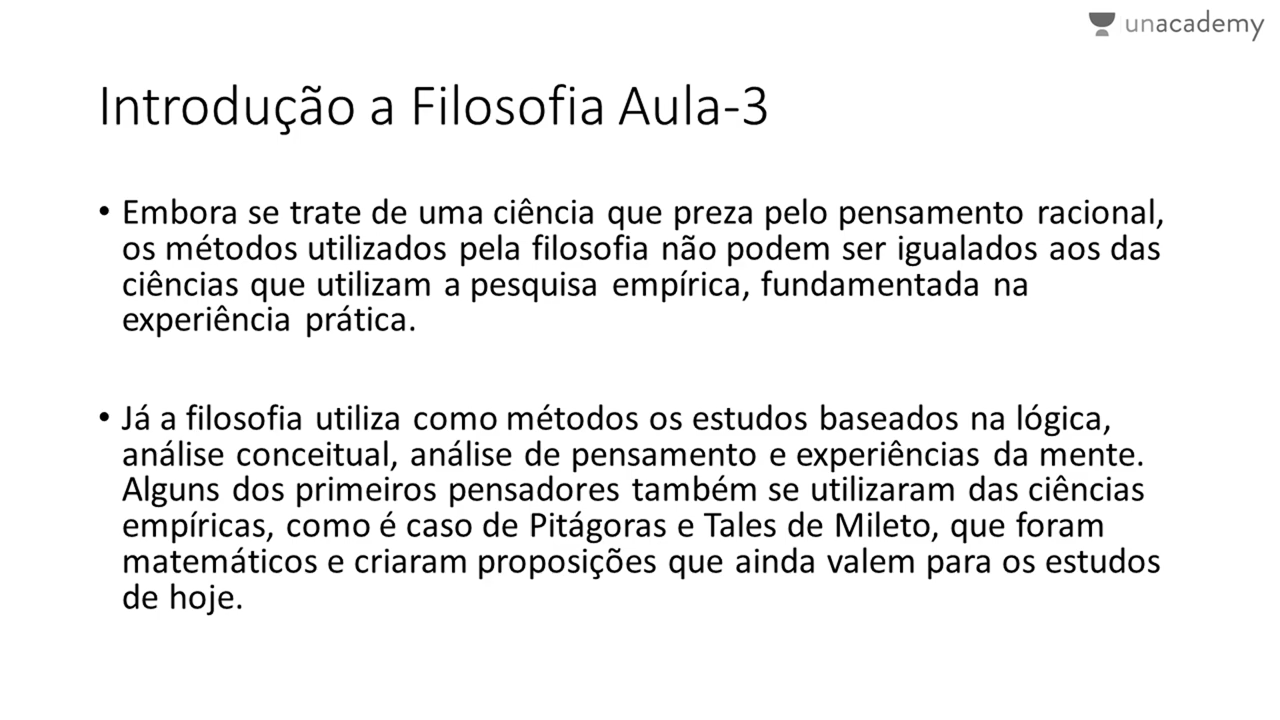 unacademy
Introdução a Filosofia Aula-3
• Embora se trate de uma ciência que preza pelo pensamento racional,
os métodos utilizados pela filosofia não podem ser igualados aos das
ciências que utilizam a pesquisa empírica, fundamentada na
experiência prática.
• Já a filosofia utiliza como métodos os estudos baseados na lógica,
análise conceitual, análise de pensamento e experiências da mente.
Alguns dos primeiros pensadores também se utilizaram das ciências
empíricas, como é caso de Pitágoras e Tales de Mileto, que foram
matemáticos e criaram proposições que ainda valem para os estudos
de hoje.